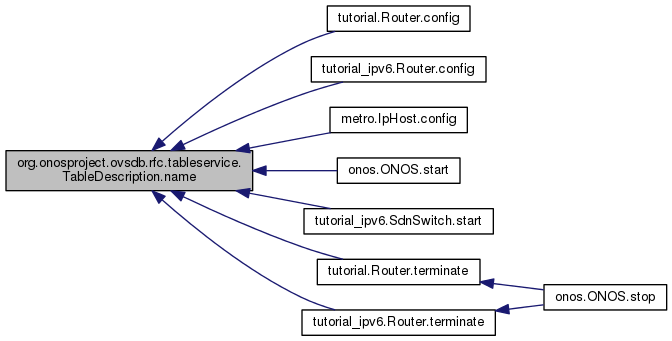 tutorial.Router.config
tutorial_ipv6.Router.config
metro.IpHost.config
org.onosproject.ovsdb.rfc.tableservice.
TableDescription.name
onos.ONOS.start
tutorial_ipv6.SdnSwitch.start
tutorial.Router.terminate
onos.ONOS.stop
tutorial_ipv6.Router.terminate